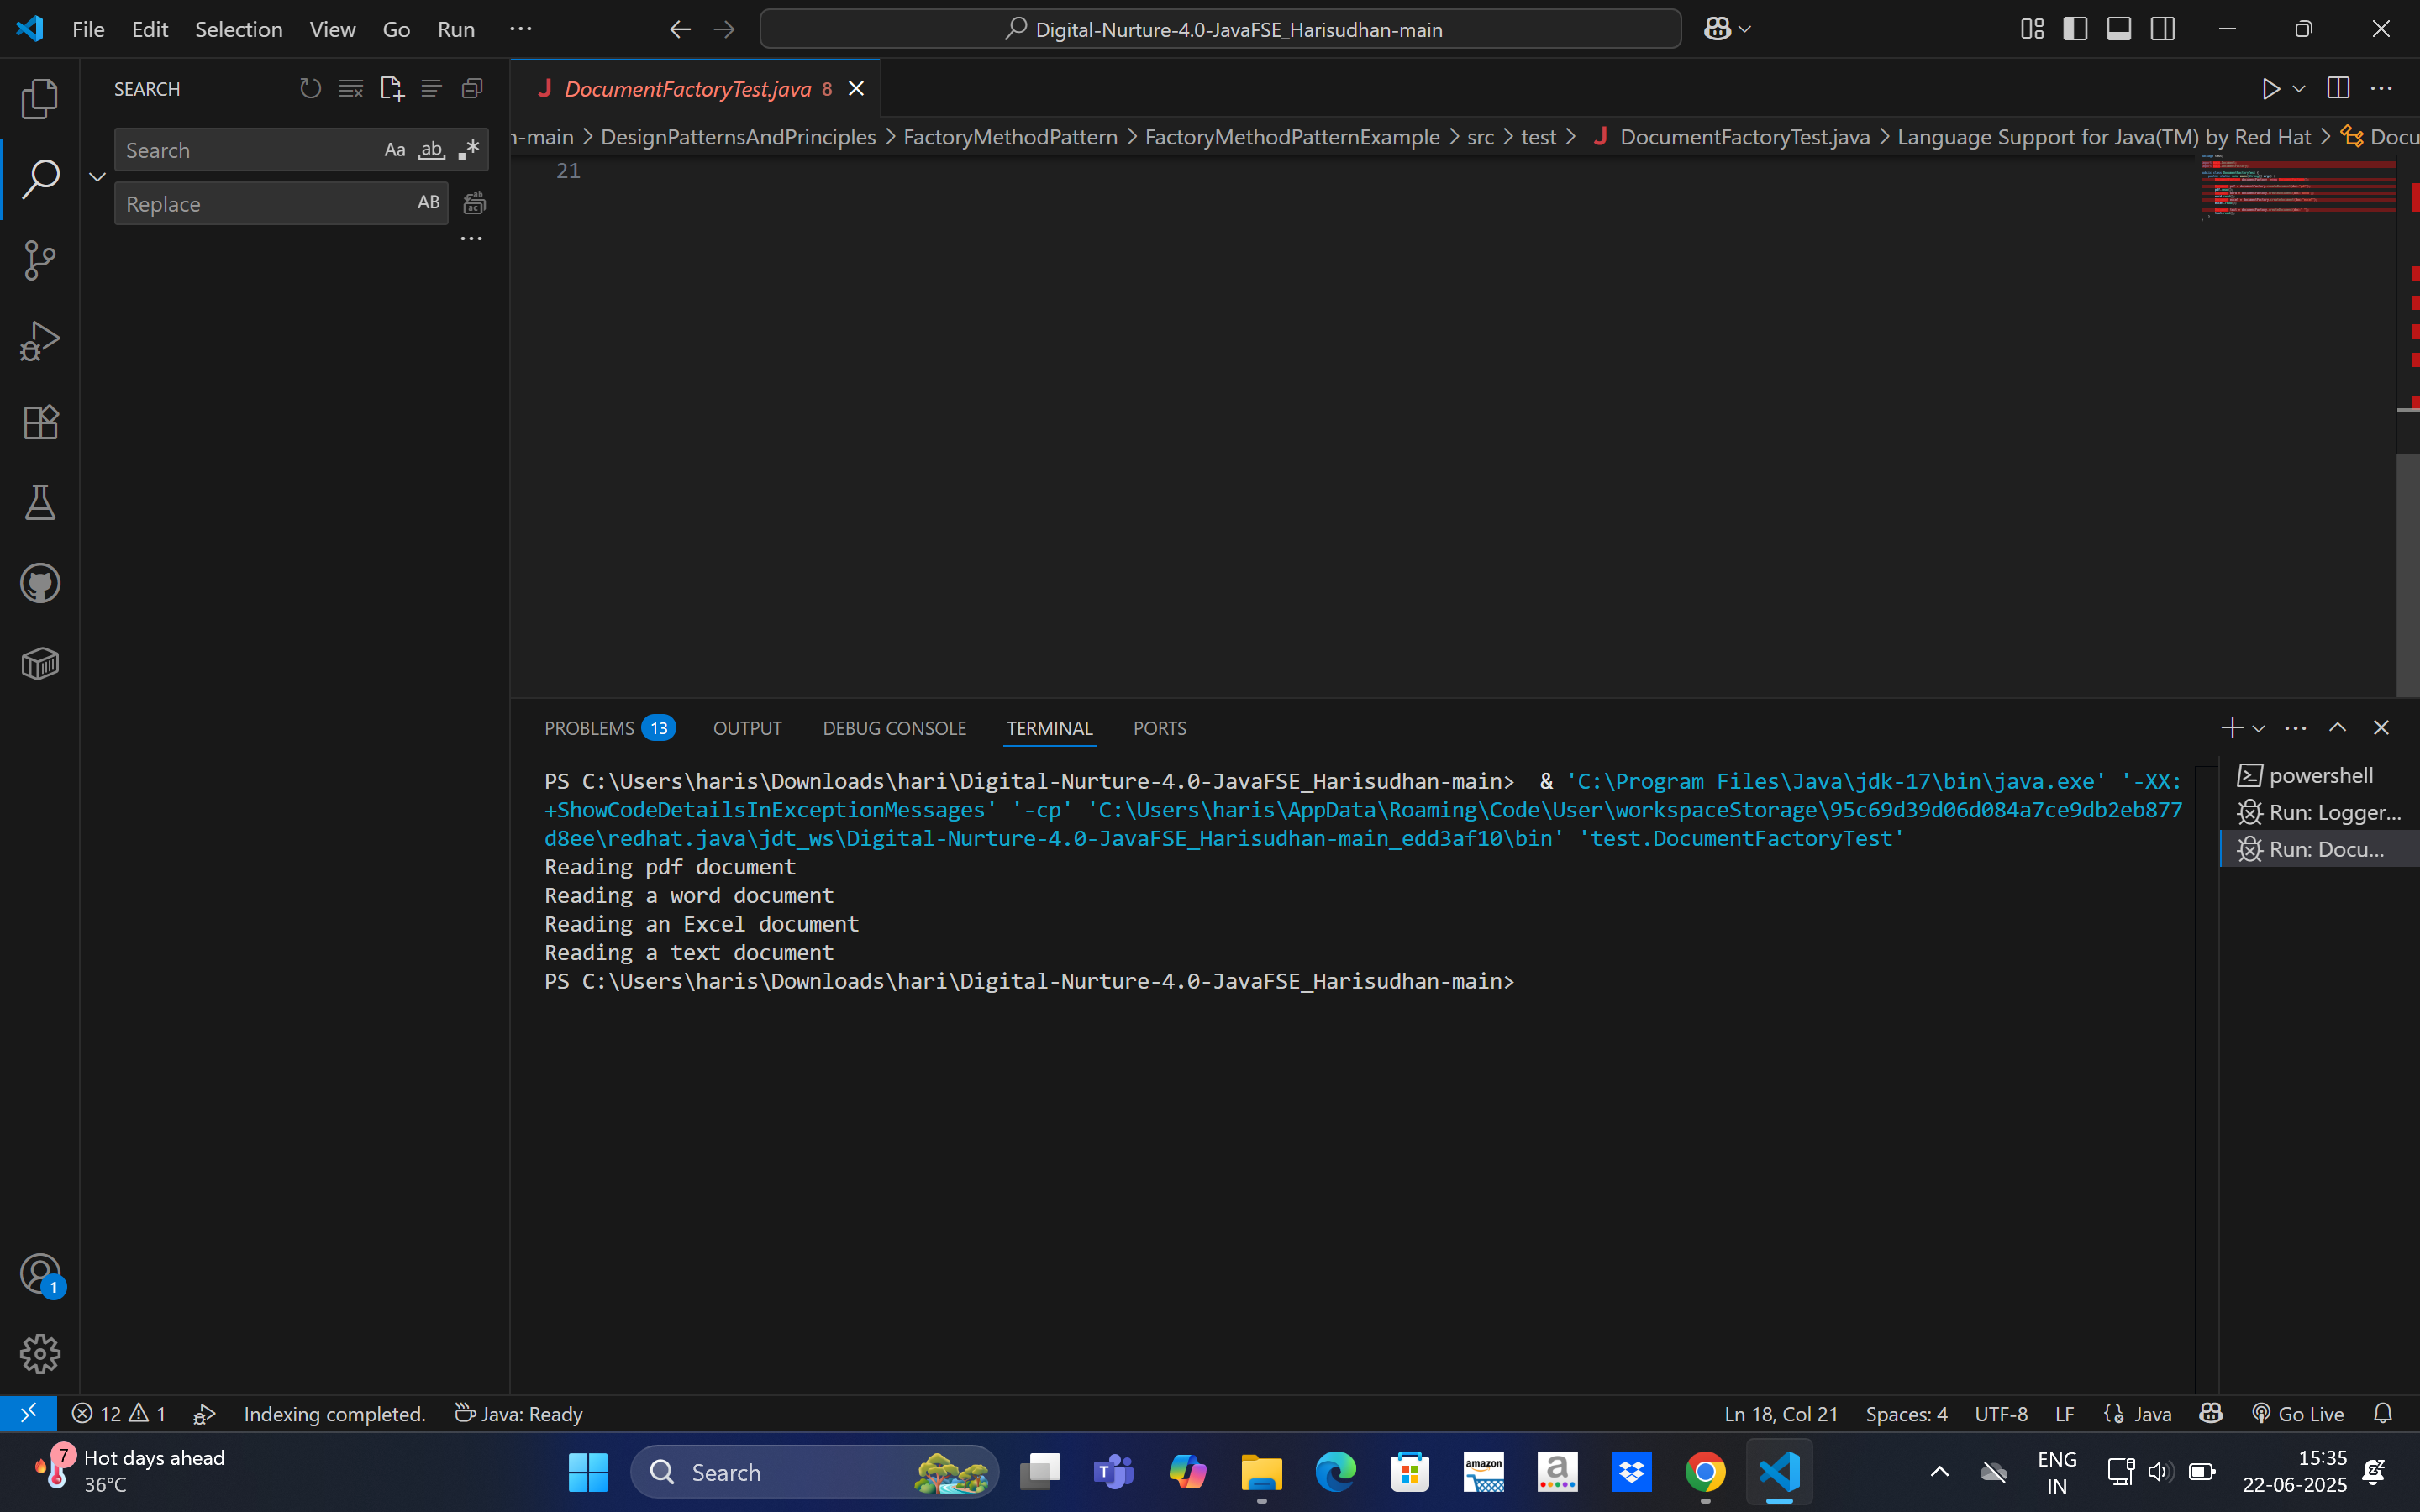 File Edit Selection View Go Run ...
Digital-Nurture-4.0-JavaFSE_Harisudhan-main
SEARCH
Search
Aa
ab
Replace
AB
DocumentFactoryTest.java 8
-main > DesignPatternsAndPrinciples > FactoryMethodPattern > FactoryMethodPatternExample > src > test > DocumentFactoryTest.java > Language Support for Java(TM) by Red Hat > Docu
21
PROBLEMS 13 OUTPUT DEBUG CONSOLE TERMINAL PORTS
PS C:\Users\haris\Downloads\hari\Digital-Nurture-4.0-JavaFSE_Harisudhan-main>  & 'C:\Program Files\Java\jdk-17\bin\java.exe' '-XX:
+ShowCodeDetailsInExceptionMessages' '-cp' 'C:\Users\haris\AppData\Roaming\Code\User\workspaceStorage\95c69d39d06d084a7ce9db2eb877
d8ee\redhat.java\jdt_ws\Digital-Nurture-4.0-JavaFSE_Harisudhan-main_edd3af10\bin' 'test.DocumentFactoryTest'
Reading pdf document
Reading a word document
Reading an Excel document
Reading a text document
PS C:\Users\haris\Downloads\hari\Digital-Nurture-4.0-JavaFSE_Harisudhan-main>
powershell
Run: Logger...
Run: Docu...
1
12 1 Indexing completed. Java: Ready
Ln 18, Col 21 Spaces: 4 UTF-8 LF Java Go Live
7
Hot days ahead
36°C
Search
amazon
a
ENG
IN
15:35
22-06-2025